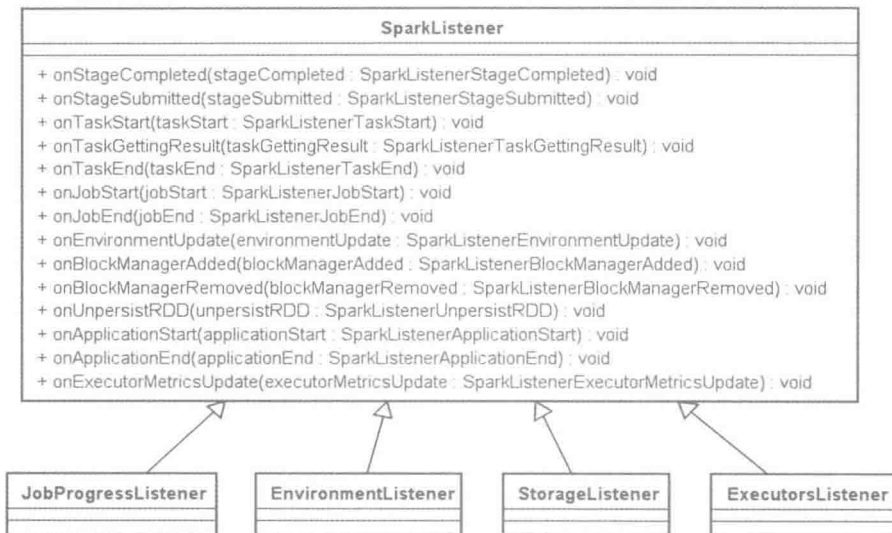 SparkListener
+ onStageCompleted(stageCompleted : SparkListenerStageCompleted) : void
+ onStageSubmitted(stageSubmitted : SparkListenerStageSubmitted) : void
+ onTaskStart(taskStart : SparkListenerTaskStart) : void
+ onTaskGettingResult(taskGettingResult : SparkListenerTaskGettingResult) : void
+ onTaskEnd(taskEnd : SparkListenerTaskEnd) : void
+ onJobStart(jobStart : SparkListenerJobStart) : void
+ onJobEnd(jobEnd : SparkListenerJobEnd) : void
+ onEnvironmentUpdate(environmentUpdate : SparkListenerEnvironmentUpdate) : void
+ onBlockManagerAdded(blockManagerAdded : SparkListenerBlockManagerAdded) : void
+ onBlockManagerRemoved(blockManagerRemoved : SparkListenerBlockManagerRemoved) : void
+ onUnpersistRDD(unpersistRDD : SparkListenerUnpersistRDD) : void
+ onApplicationStart(applicationStart : SparkListenerApplicationStart) : void
+ onApplicationEnd(applicationEnd : SparkListenerApplicationEnd) : void
+ onExecutorMetricsUpdate(executorMetricsUpdate : SparkListenerExecutorMetricsUpdate) : void
JobProgressListener
EnvironmentListener
StorageListener
ExecutorsListener